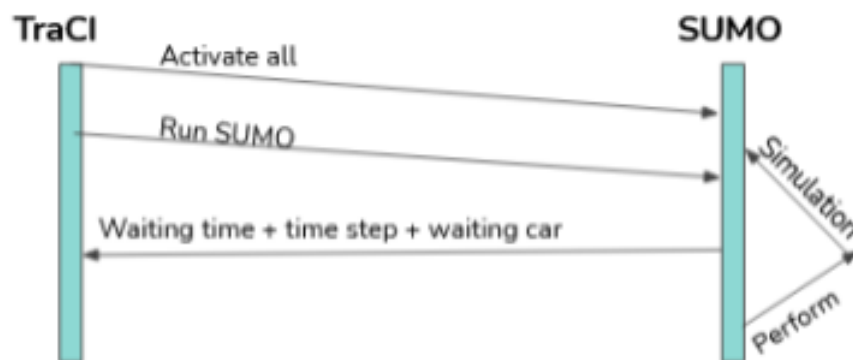 TraCI
SUMO
Activate all
Run SUMO
Simulation
Waiting time + time step + waiting car
Perform